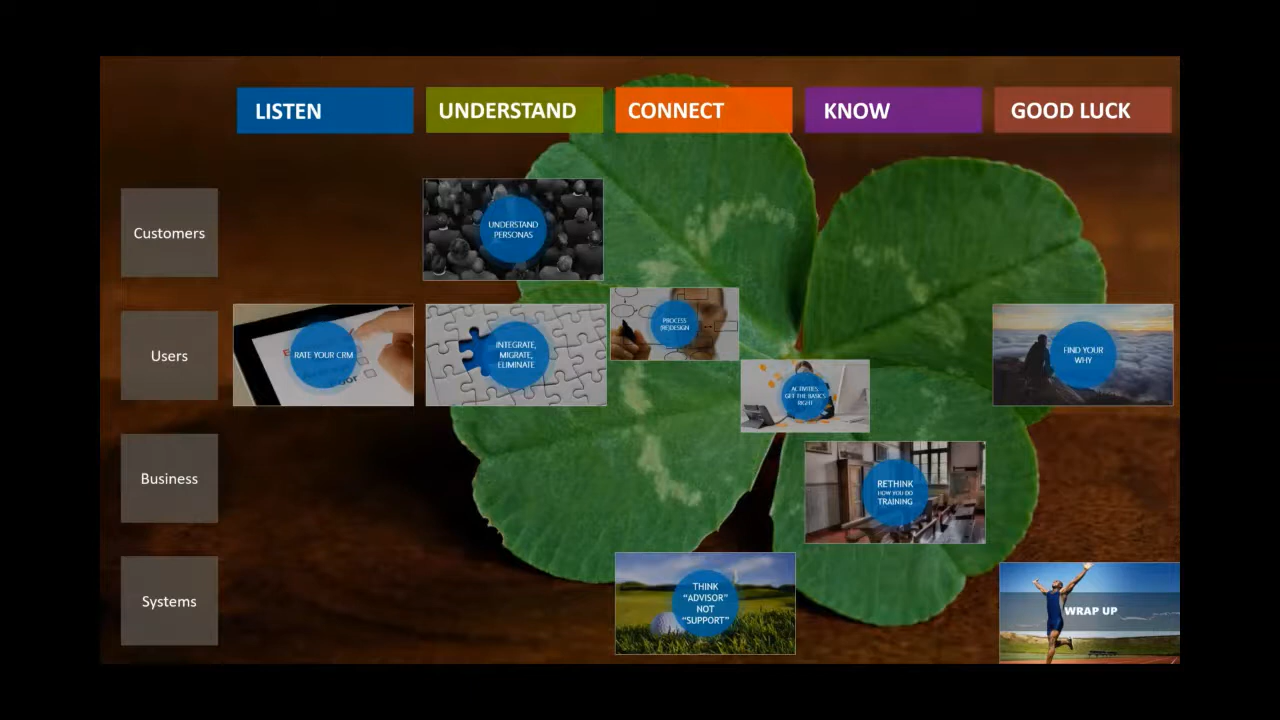 LISTEN
UNDERSTAND
CONNECT
KNOW
GOOD LUCK
Customers
UNDERSTAND
PERSONAS
Users
RATE YOUR CRM
INTEGRATE,
MIGRATE,
ELIMINATE
PROCESS
(RE)DESIGN
ACTIVITIES:
GET THE BASICS
RIGHT
FIND YOUR
WHY
Business
RETHINK
HOW YOU DO
TRAINING
Systems
THINK
“ADVISOR”
NOT
“SUPPORT”
WRAP UP